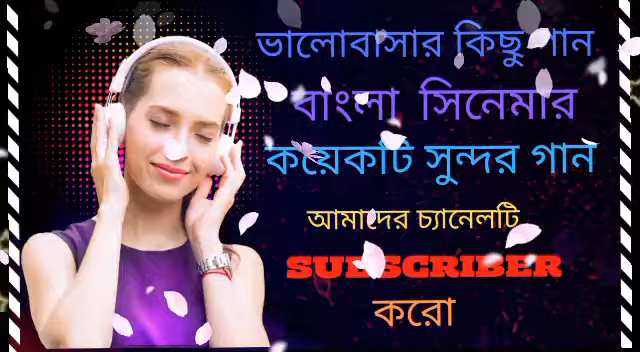 ভালোবাসার কিছু গান
বাংলা সিনেমার
কয়েকটি সুন্দর গান
আমাদের চ্যানেলটি
SUBSCRIBER
করো